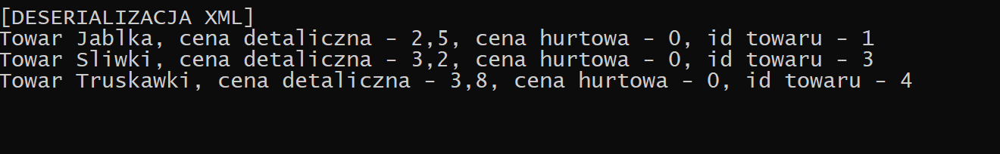 [DESERIALIZACJA XML]
Towar Jablka, cena detaliczna - 2,5, cena hurtowa - 0, id towaru - 1
Towar Sliwki, cena detaliczna - 3,2, cena hurtowa - 0, id towaru - 3
Towar Truskawki, cena detaliczna - 3,8, cena hurtowa - 0, id towaru - 4